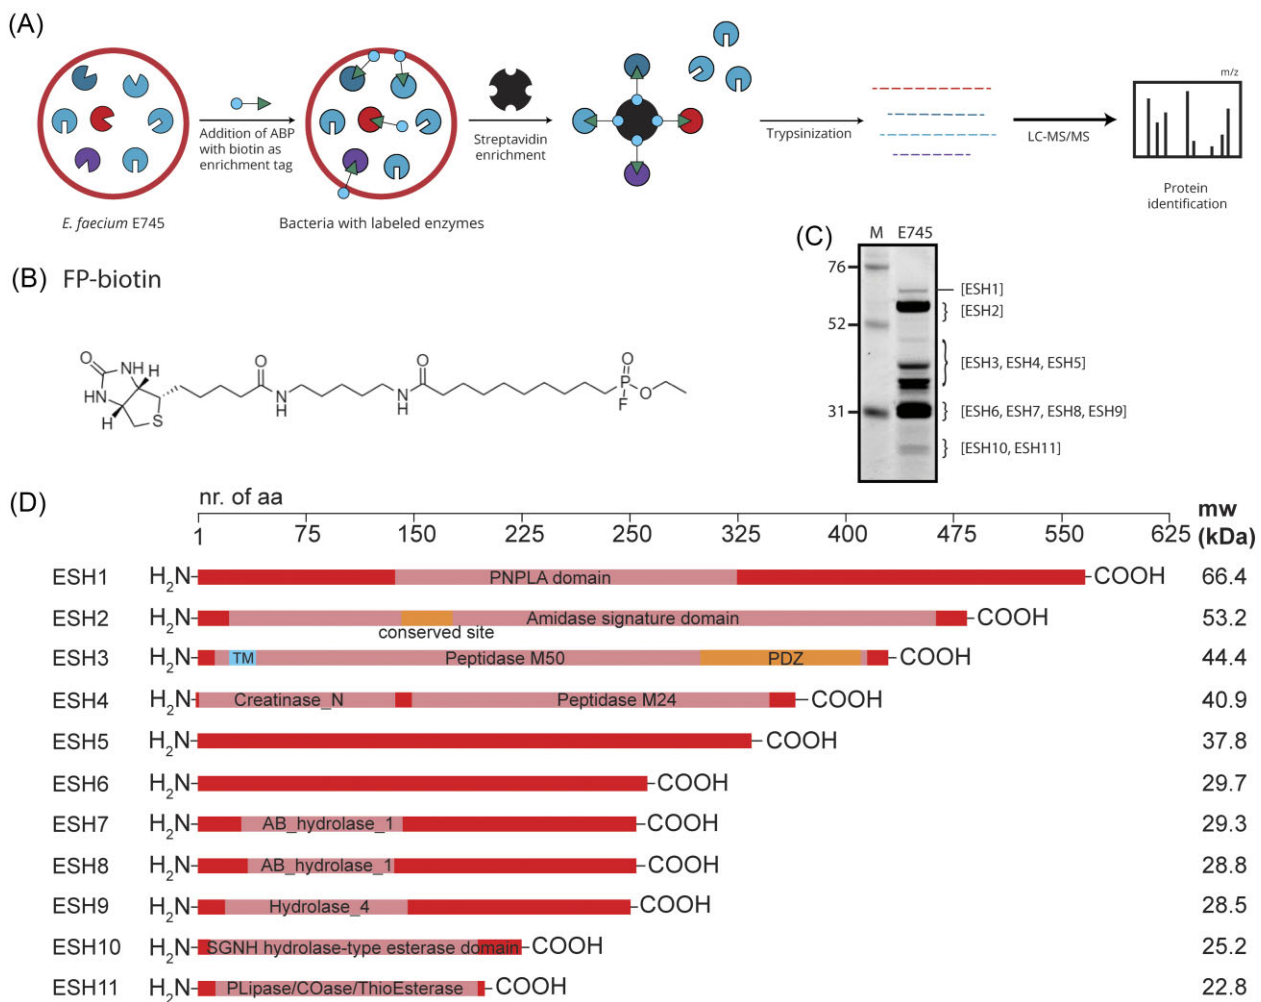 (A)
m/z
Addition of ABP
with biotin as
enrichment tag
Streptavidin
enrichment
Trypsinization
LC-MS/MS
E. faecium E745
Bacteria with labeled enzymes
Protein
identification
(B) FP-biotin
O
NH
H
HN
H
S
O
N
H
O
N
H
O
P
O
F
(C)
M E745
76
52
31
[ESH1]
[ESH2]
[ESH3, ESH4, ESH5]
[ESH6, ESH7, ESH8, ESH9]
[ESH10, ESH11]
(D)
nr. of aa
1 75 150 225 250 325 400 475 550 625
mw
(kDa)
ESH1 H2N- PNPLA domain -COOH 66.4
ESH2 H2N- Amidase signature domain -COOH 53.2
conserved site
ESH3 H2N- TM Peptidase M50 PDZ -COOH 44.4
ESH4 H2N- Creatinase_N Peptidase M24 -COOH 40.9
ESH5 H2N- -COOH 37.8
ESH6 H2N- -COOH 29.7
ESH7 H2N- AB_hydrolase_1 -COOH 29.3
ESH8 H2N- AB_hydrolase_1 -COOH 28.8
ESH9 H2N- Hydrolase_4 -COOH 28.5
ESH10 H2N- SGNH hydrolase-type esterase domain -COOH 25.2
ESH11 H2N- PLipase/COase/ThioEsterase -COOH 22.8